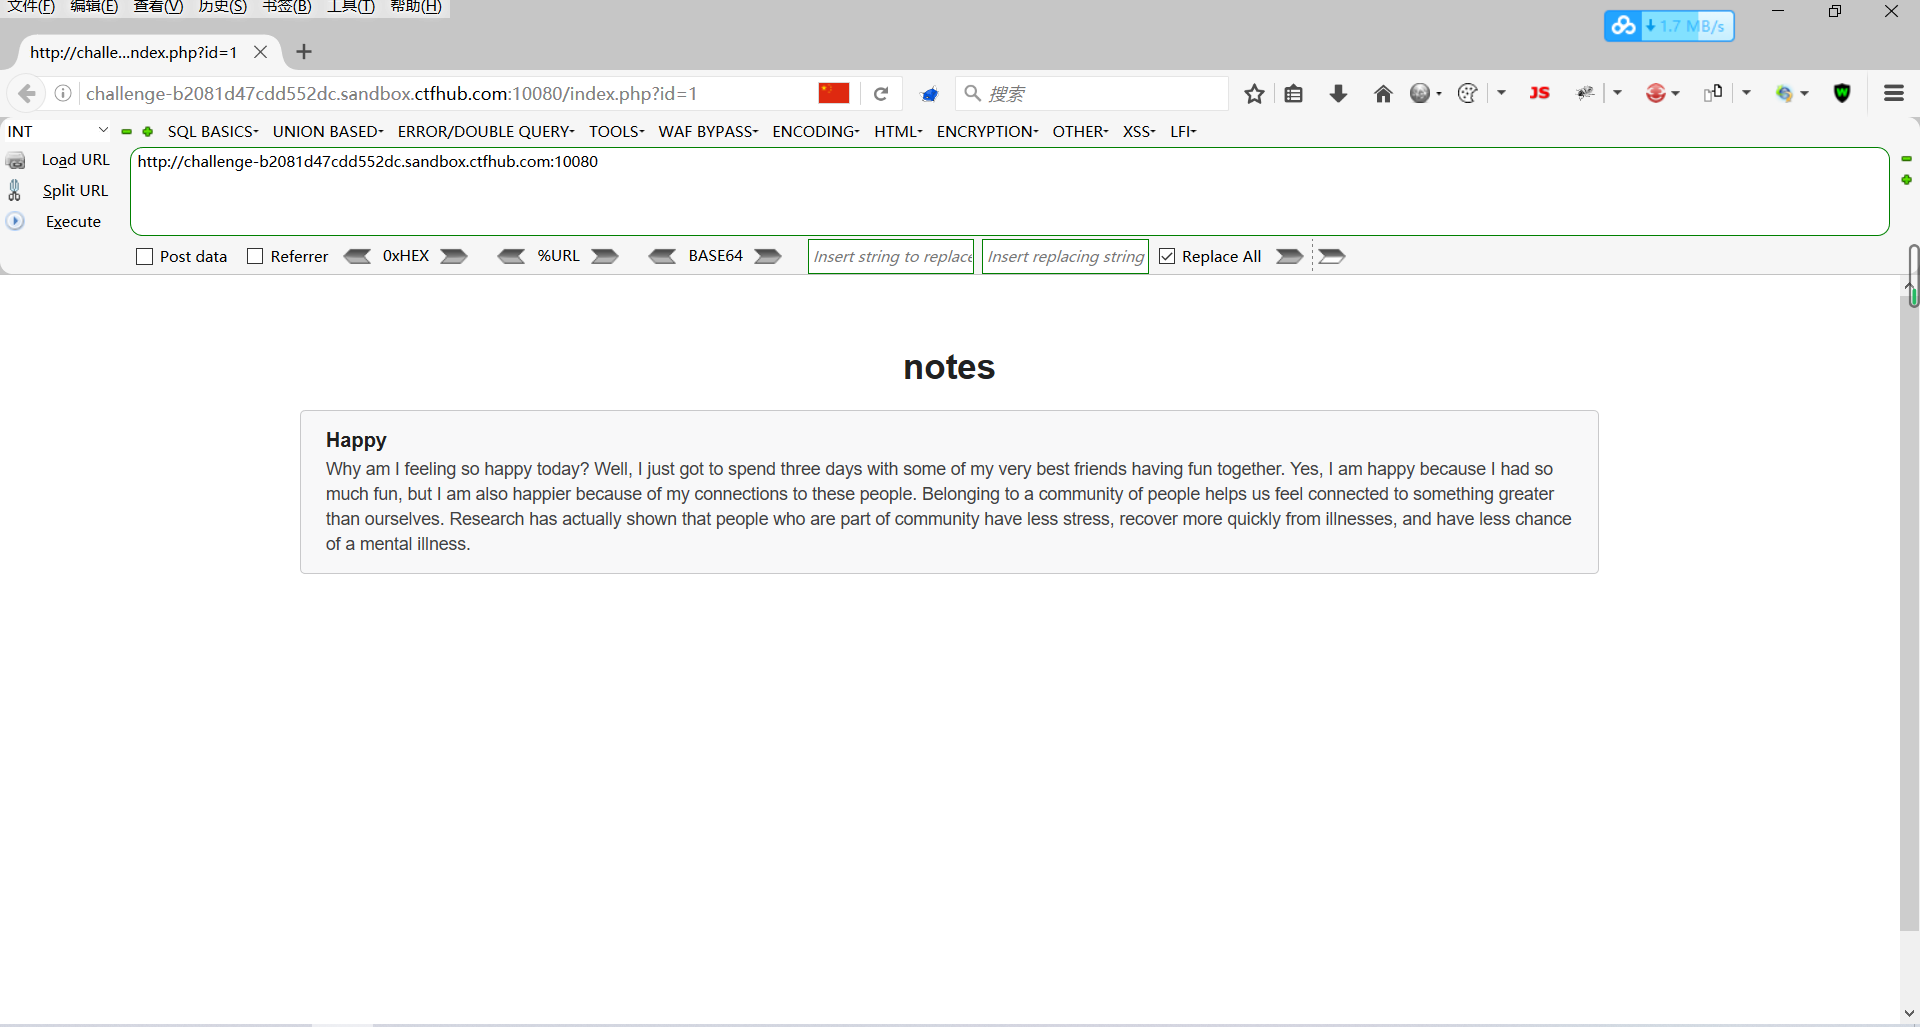 文件(F) 编辑(E) 查看(V) 历史(S) 书签(B) 工具(T) 帮助(H)
1.7 MB/s
http://challe...ndex.php?id=1
challenge-b2081d47cdd552dc.sandbox.ctfhub.com:10080/index.php?id=1
搜索
JS
W
INT
SQL BASICS UNION BASED ERROR/DOUBLE QUERY TOOLS WAF BYPASS ENCODING HTML ENCRYPTION OTHER XSS LFI
Load URL
http://challenge-b2081d47cdd552dc.sandbox.ctfhub.com:10080
Split URL
Execute
Post data Referrer 0xHEX %URL BASE64 Insert string to replace Insert replacing string Replace All
notes
Happy
Why am I feeling so happy today? Well, I just got to spend three days with some of my very best friends having fun together. Yes, I am happy because I had so
much fun, but I am also happier because of my connections to these people. Belonging to a community of people helps us feel connected to something greater
than ourselves. Research has actually shown that people who are part of community have less stress, recover more quickly from illnesses, and have less chance
of a mental illness.